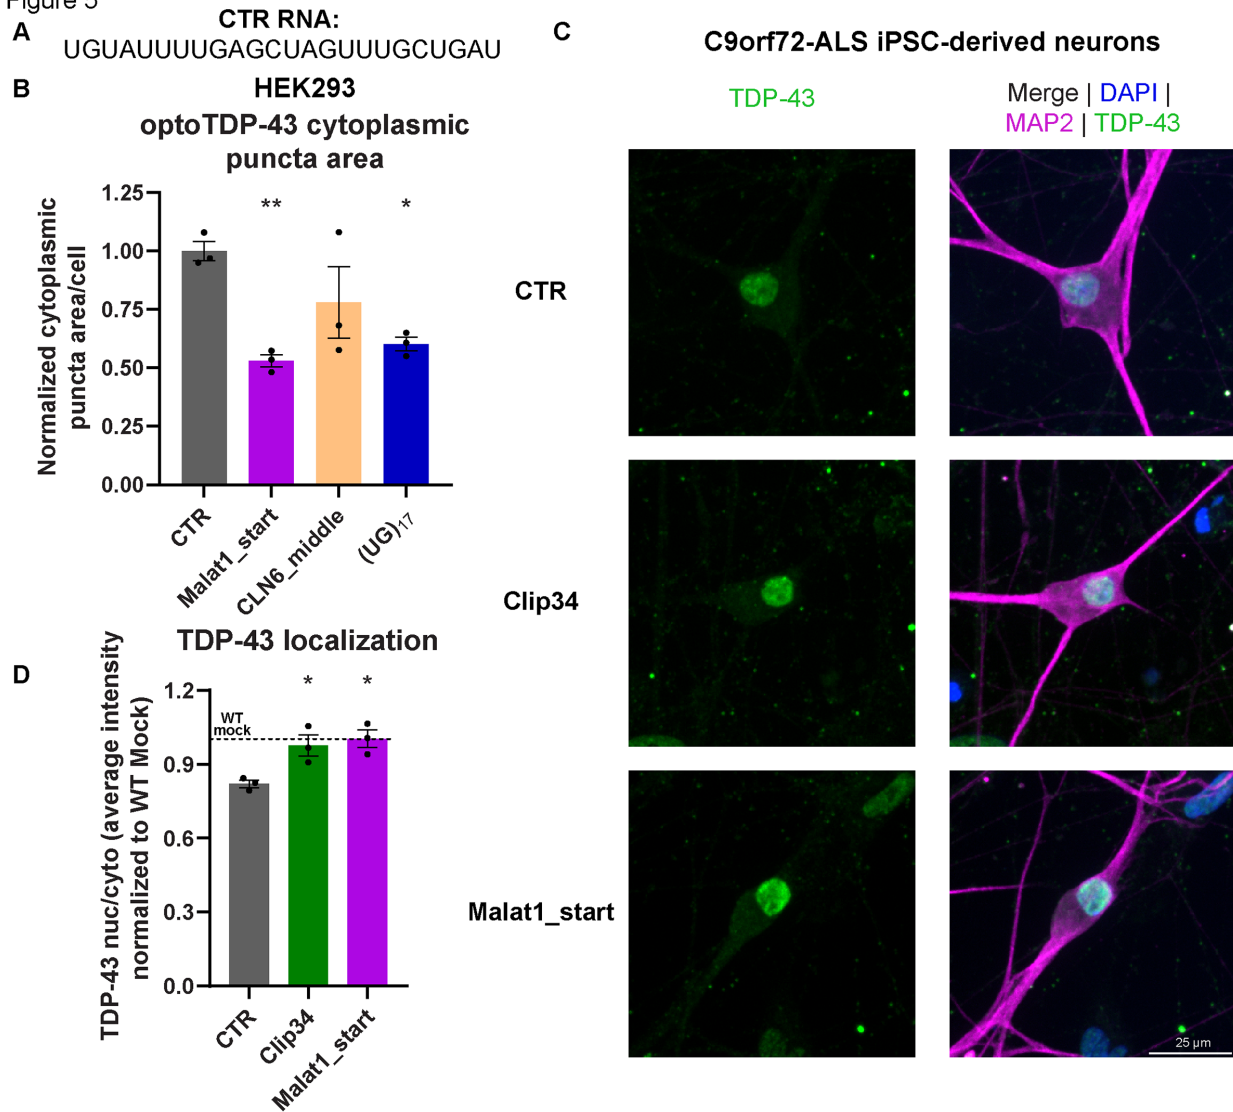 Figure 5
A
CTR RNA:
UGUAUUUUGAGCUAGUUUGCUGAU
B
HEK293
optoTDP-43 cytoplasmic
puncta area
Normalized cytoplasmic
puncta area/cell
1.25
1.00
0.75
0.50
0.25
0.00
**
*
CTR
Malat1_start
CLN6_middle
(UG)17
C
C9orf72-ALS iPSC-derived neurons
TDP-43
Merge | DAPI |
MAP2 | TDP-43
CTR
Clip34
Malat1_start
25 µm
D
TDP-43 localization
TDP-43 nuc/cyto (average intensity
normalized to WT Mock)
1.2
0.9
0.6
0.3
0.0
WT
mock
*
*
CTR
Clip34
Malat1_start